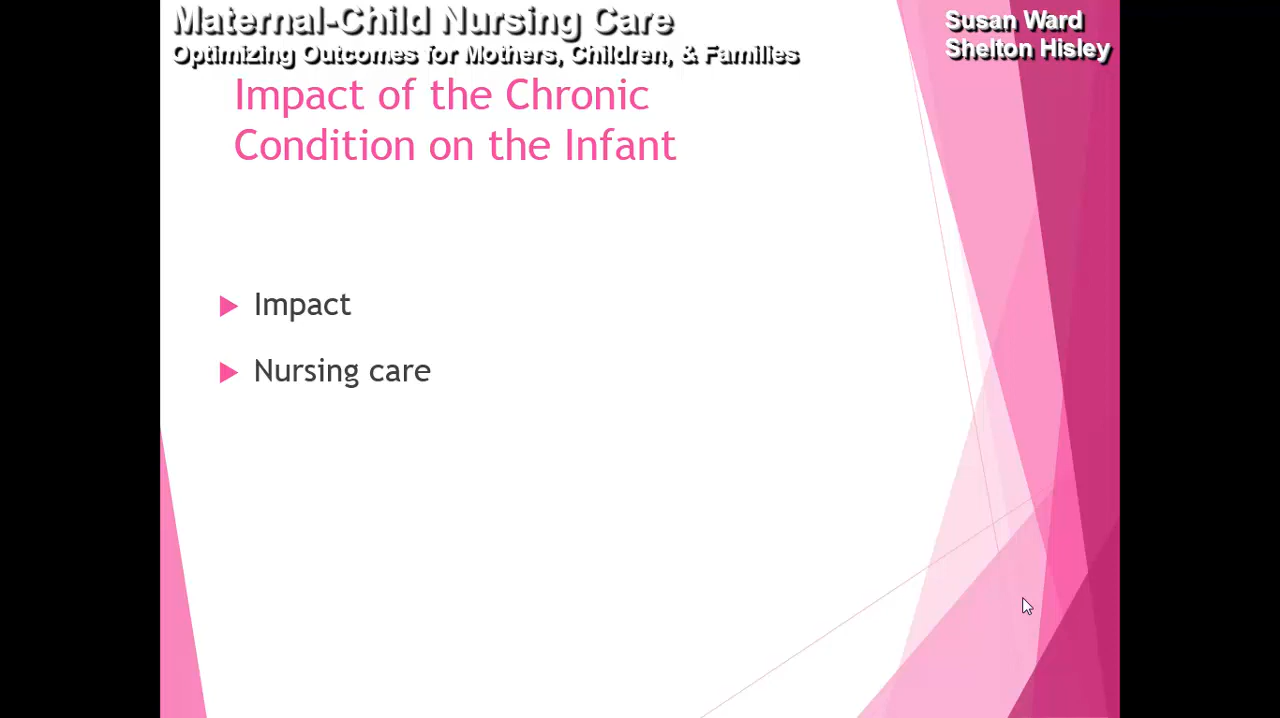 Maternal-Child Nursing Care
Optimizing Outcomes for Mothers, Children, & Families
Susan Ward
Shelton Hisley
Impact of the Chronic
Condition on the Infant
Impact
Nursing care